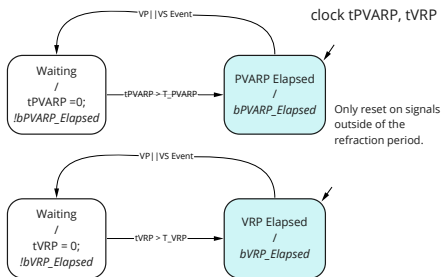 clock tPVARP, tVRP
VP||VS Event
Waiting
/
tPVARP =0;
!bPVARP_Elapsed
tPVARP > T_PVARP
PVARP Elapsed
/
bPVARP_Elapsed
Only reset on signals
outside of the
refraction period.
VP||VS Event
Waiting
/
tVRP = 0;
!bVRP_Elapsed
tVRP > T_VRP
VRP Elapsed
/
bVRP_Elapsed